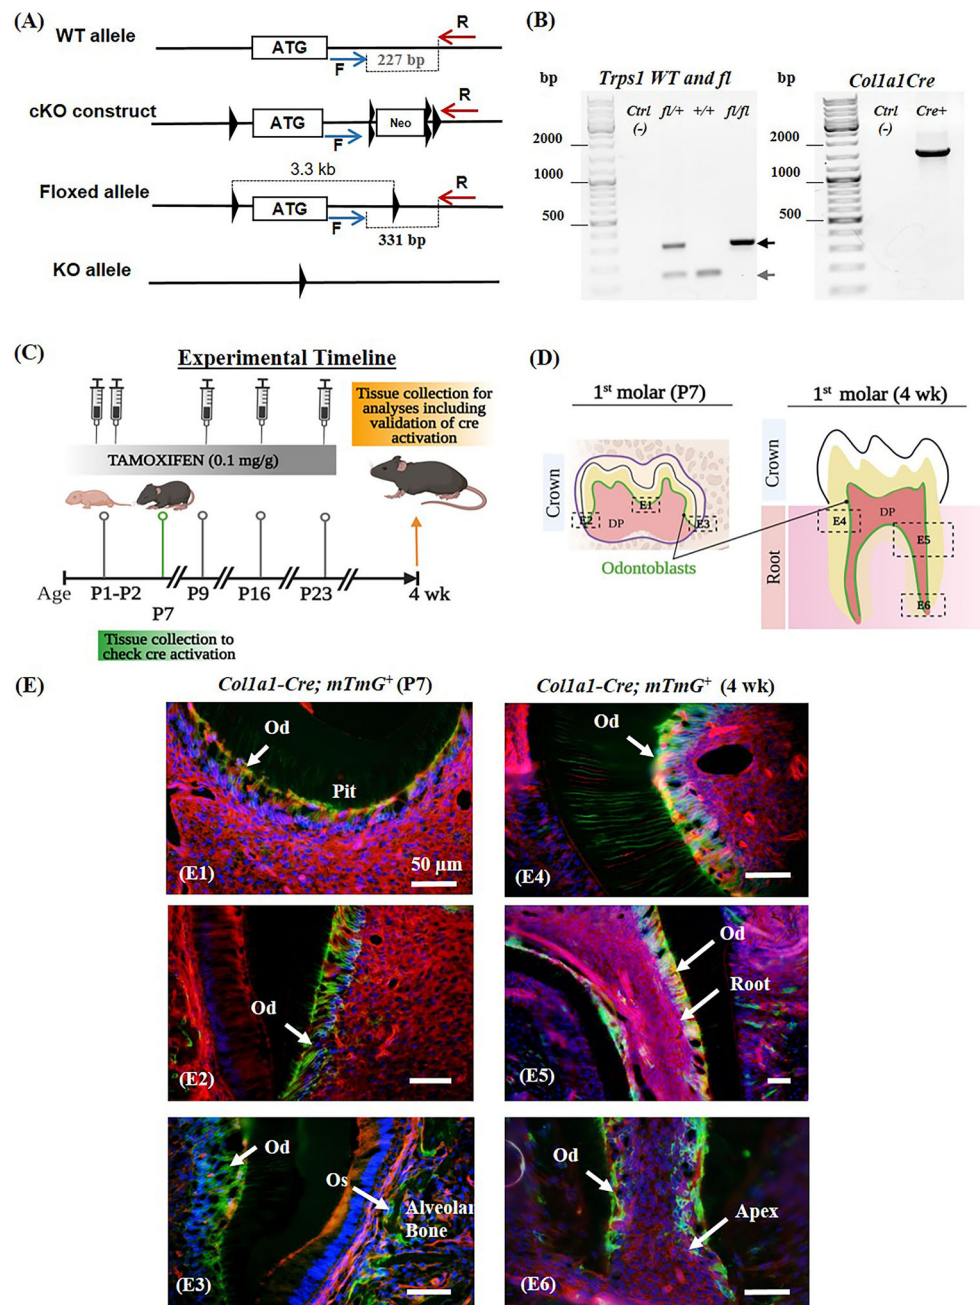 (A)
WT allele
ATG
F
R
227 bp
cKO construct
ATG
F
Neo
R
Floxed allele
3.3 kb
ATG
F
R
331 bp
KO allele
(B)
bp
Trps1 WT and fl
Ctrl
(-)
fl/+
+/+
fl/fl
2000
1000
500
bp
Col1a1Cre
Ctrl
(-)
Cre+
2000
1000
500
(C)
Experimental Timeline
TAMOXIFEN (0.1 mg/g)
Tissue collection for
analyses including
validation of cre
activation
Age
P1-P2
P7
P9
P16
P23
4 wk
Tissue collection to
check cre activation
(D)
1st molar (P7)
Crown
E1
E2
E3
DP
Odontoblasts
1st molar (4 wk)
Crown
Root
DP
E4
E5
E6
(E)
Col1a1-Cre; mTmG+ (P7)
Col1a1-Cre; mTmG+ (4 wk)
Od
Pit
50 µm
(E1)
Od
(E4)
Od
(E2)
Od
Root
(E5)
Od
Os
Alveolar
Bone
(E3)
Od
Apex
(E6)